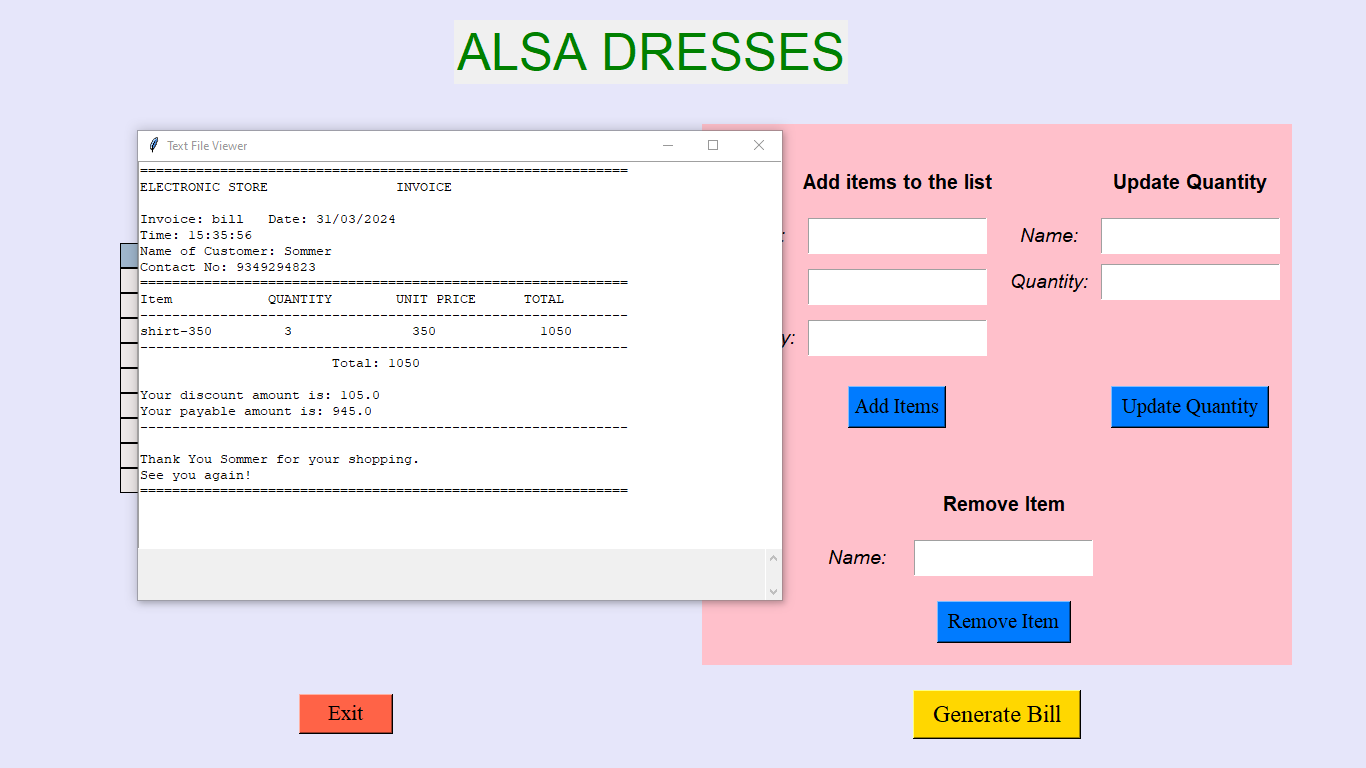 ALSA DRESSES
Text File Viewer
=============================================================
ELECTRONIC STORE                INVOICE
Invoice: bill   Date: 31/03/2024
Time: 15:35:56
Name of Customer: Sommer
Contact No: 9349294823
=============================================================
Item            QUANTITY        UNIT PRICE      TOTAL
-------------------------------------------------------------
shirt-350         3               350             1050
-------------------------------------------------------------
                        Total: 1050
Your discount amount is: 105.0
Your payable amount is: 945.0
-------------------------------------------------------------
Thank You Sommer for your shopping.
See you again!
=============================================================
Add items to the list
Update Quantity
Name:
Quantity:
Add Items
Update Quantity
Remove Item
Name:
Remove Item
Exit
Generate Bill